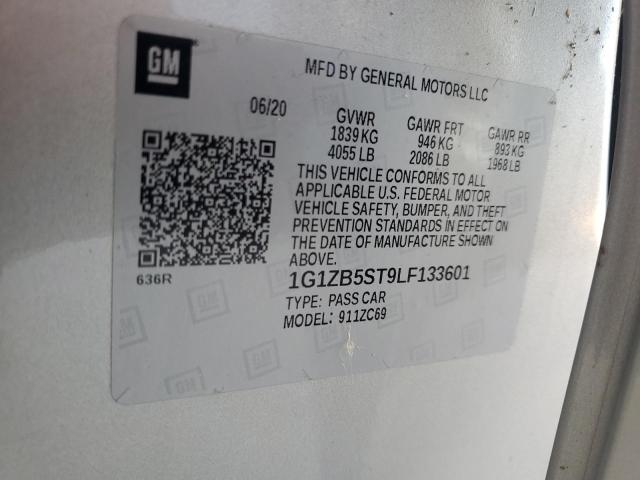 GM
MFD BY GENERAL MOTORS LLC
06/20 GVWR GAWR FRT GAWR RR
1839 KG 946 KG 893 KG
4055 LB 2086 LB 1968 LB
THIS VEHICLE CONFORMS TO ALL
APPLICABLE U.S. FEDERAL MOTOR
VEHICLE SAFETY, BUMPER, AND THEFT
PREVENTION STANDARDS IN EFFECT ON
THE DATE OF MANUFACTURE SHOWN
ABOVE.
636R
1G1ZB5ST9LF133601
TYPE: PASS CAR
MODEL: 911ZC69